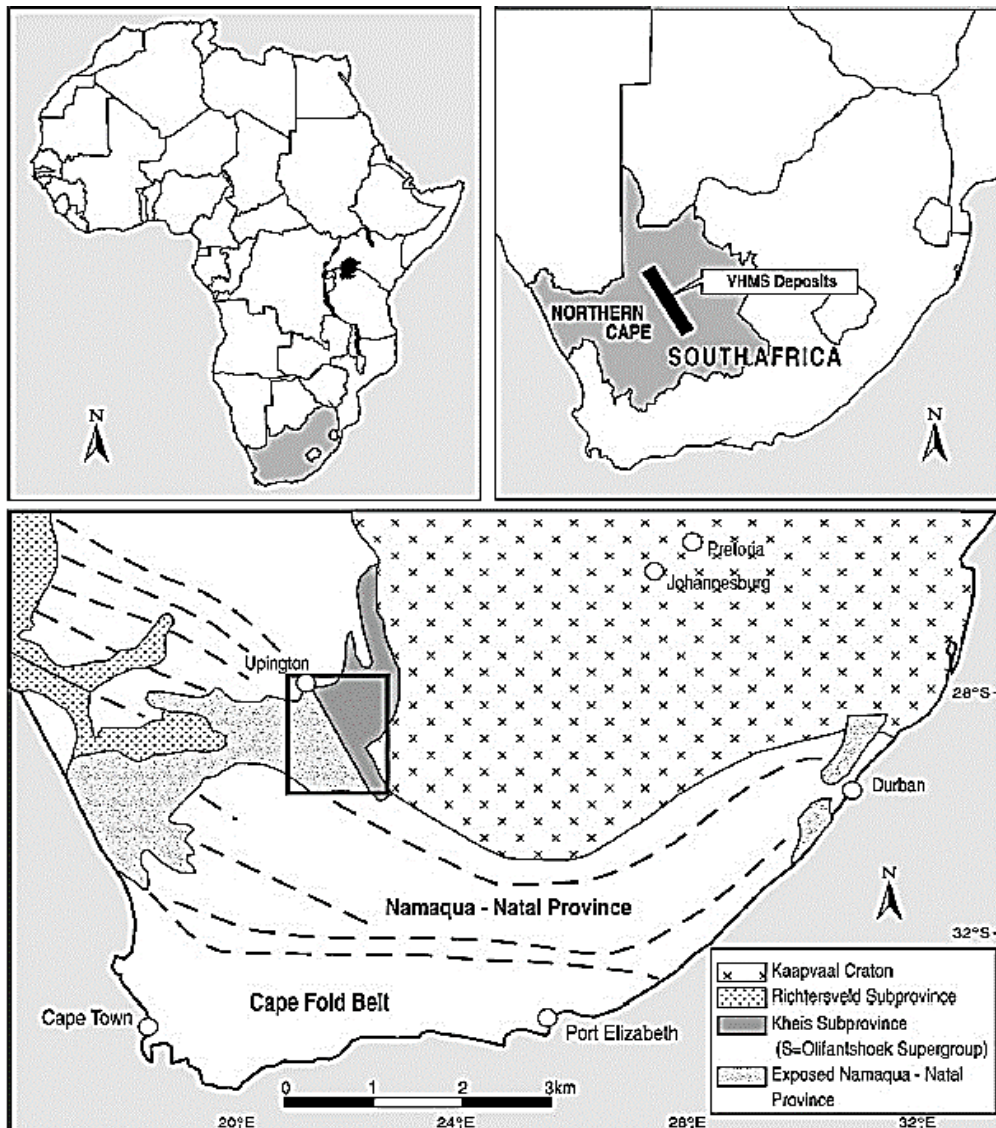 N
N
VHMS Deposits
NORTHERN
CAPE
SOUTH AFRICA
Pretoria
Johannesburg
Upington
28°S
Durban
N
Namaqua - Natal Province
32°S
Cape Fold Belt
Cape Town
Port Elizabeth
Kaapvaal Craton
Richtersveld Subprovince
Kheis Subprovince
(S=Olifantshoek Supergroup)
Exposed Namaqua - Natal
Province
0 1 2 3km
20°E 24°E 28°E 32°E